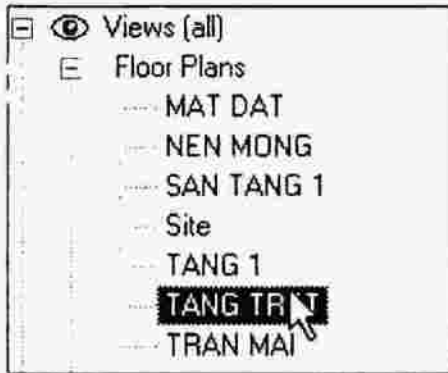 Views (all)
Floor Plans
MAT DAT
NEN MONG
SAN TANG 1
Site
TANG 1
TANG
TRAN MAI